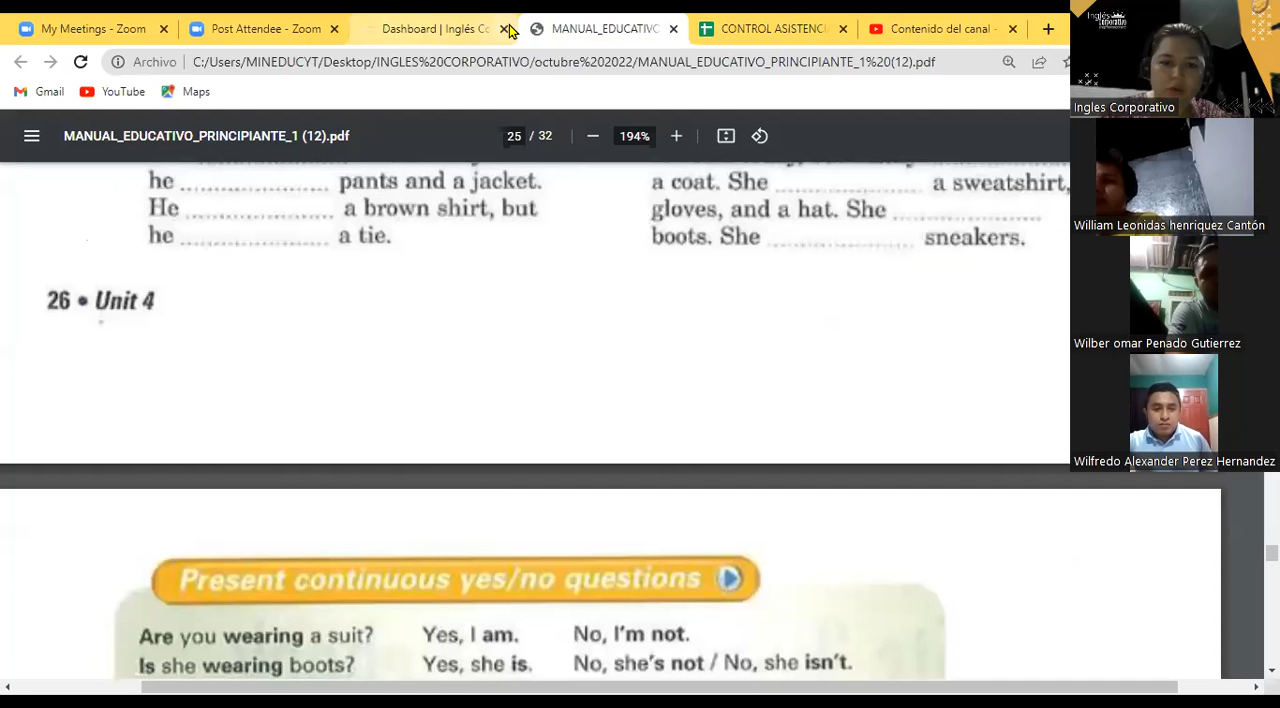 My Meetings - Zoom
Post Attendee - Zoom
Dashboard | Inglés Co
MANUAL_EDUCATIVO
CONTROL ASISTENCI
Contenido del canal -
Archivo
C:/Users/MINEDUCYT/Desktop/INGLES%20CORPORATIVO/octubre%202022/MANUAL_EDUCATIVO_PRINCIPIANTE_1%20(12).pdf
Gmail
YouTube
Maps
MANUAL_EDUCATIVO_PRINCIPIANTE_1 (12).pdf
25 / 32
194%
he ........................ pants and a jacket.
He ........................ a brown shirt, but
he ........................ a tie.
a coat. She ........................ a sweatshirt,
gloves, and a hat. She ........................
boots. She ........................ sneakers.
26 • Unit 4
Present continuous yes/no questions
Are you wearing a suit? Yes, I am. No, I'm not.
Is she wearing boots? Yes, she is. No, she's not / No, she isn't.
Inglés
Corporativo
Ingles Corporativo
William Leonidas henriquez Cantón
Wilber omar Penado Gutierrez
Wilfredo Alexander Perez Hernandez